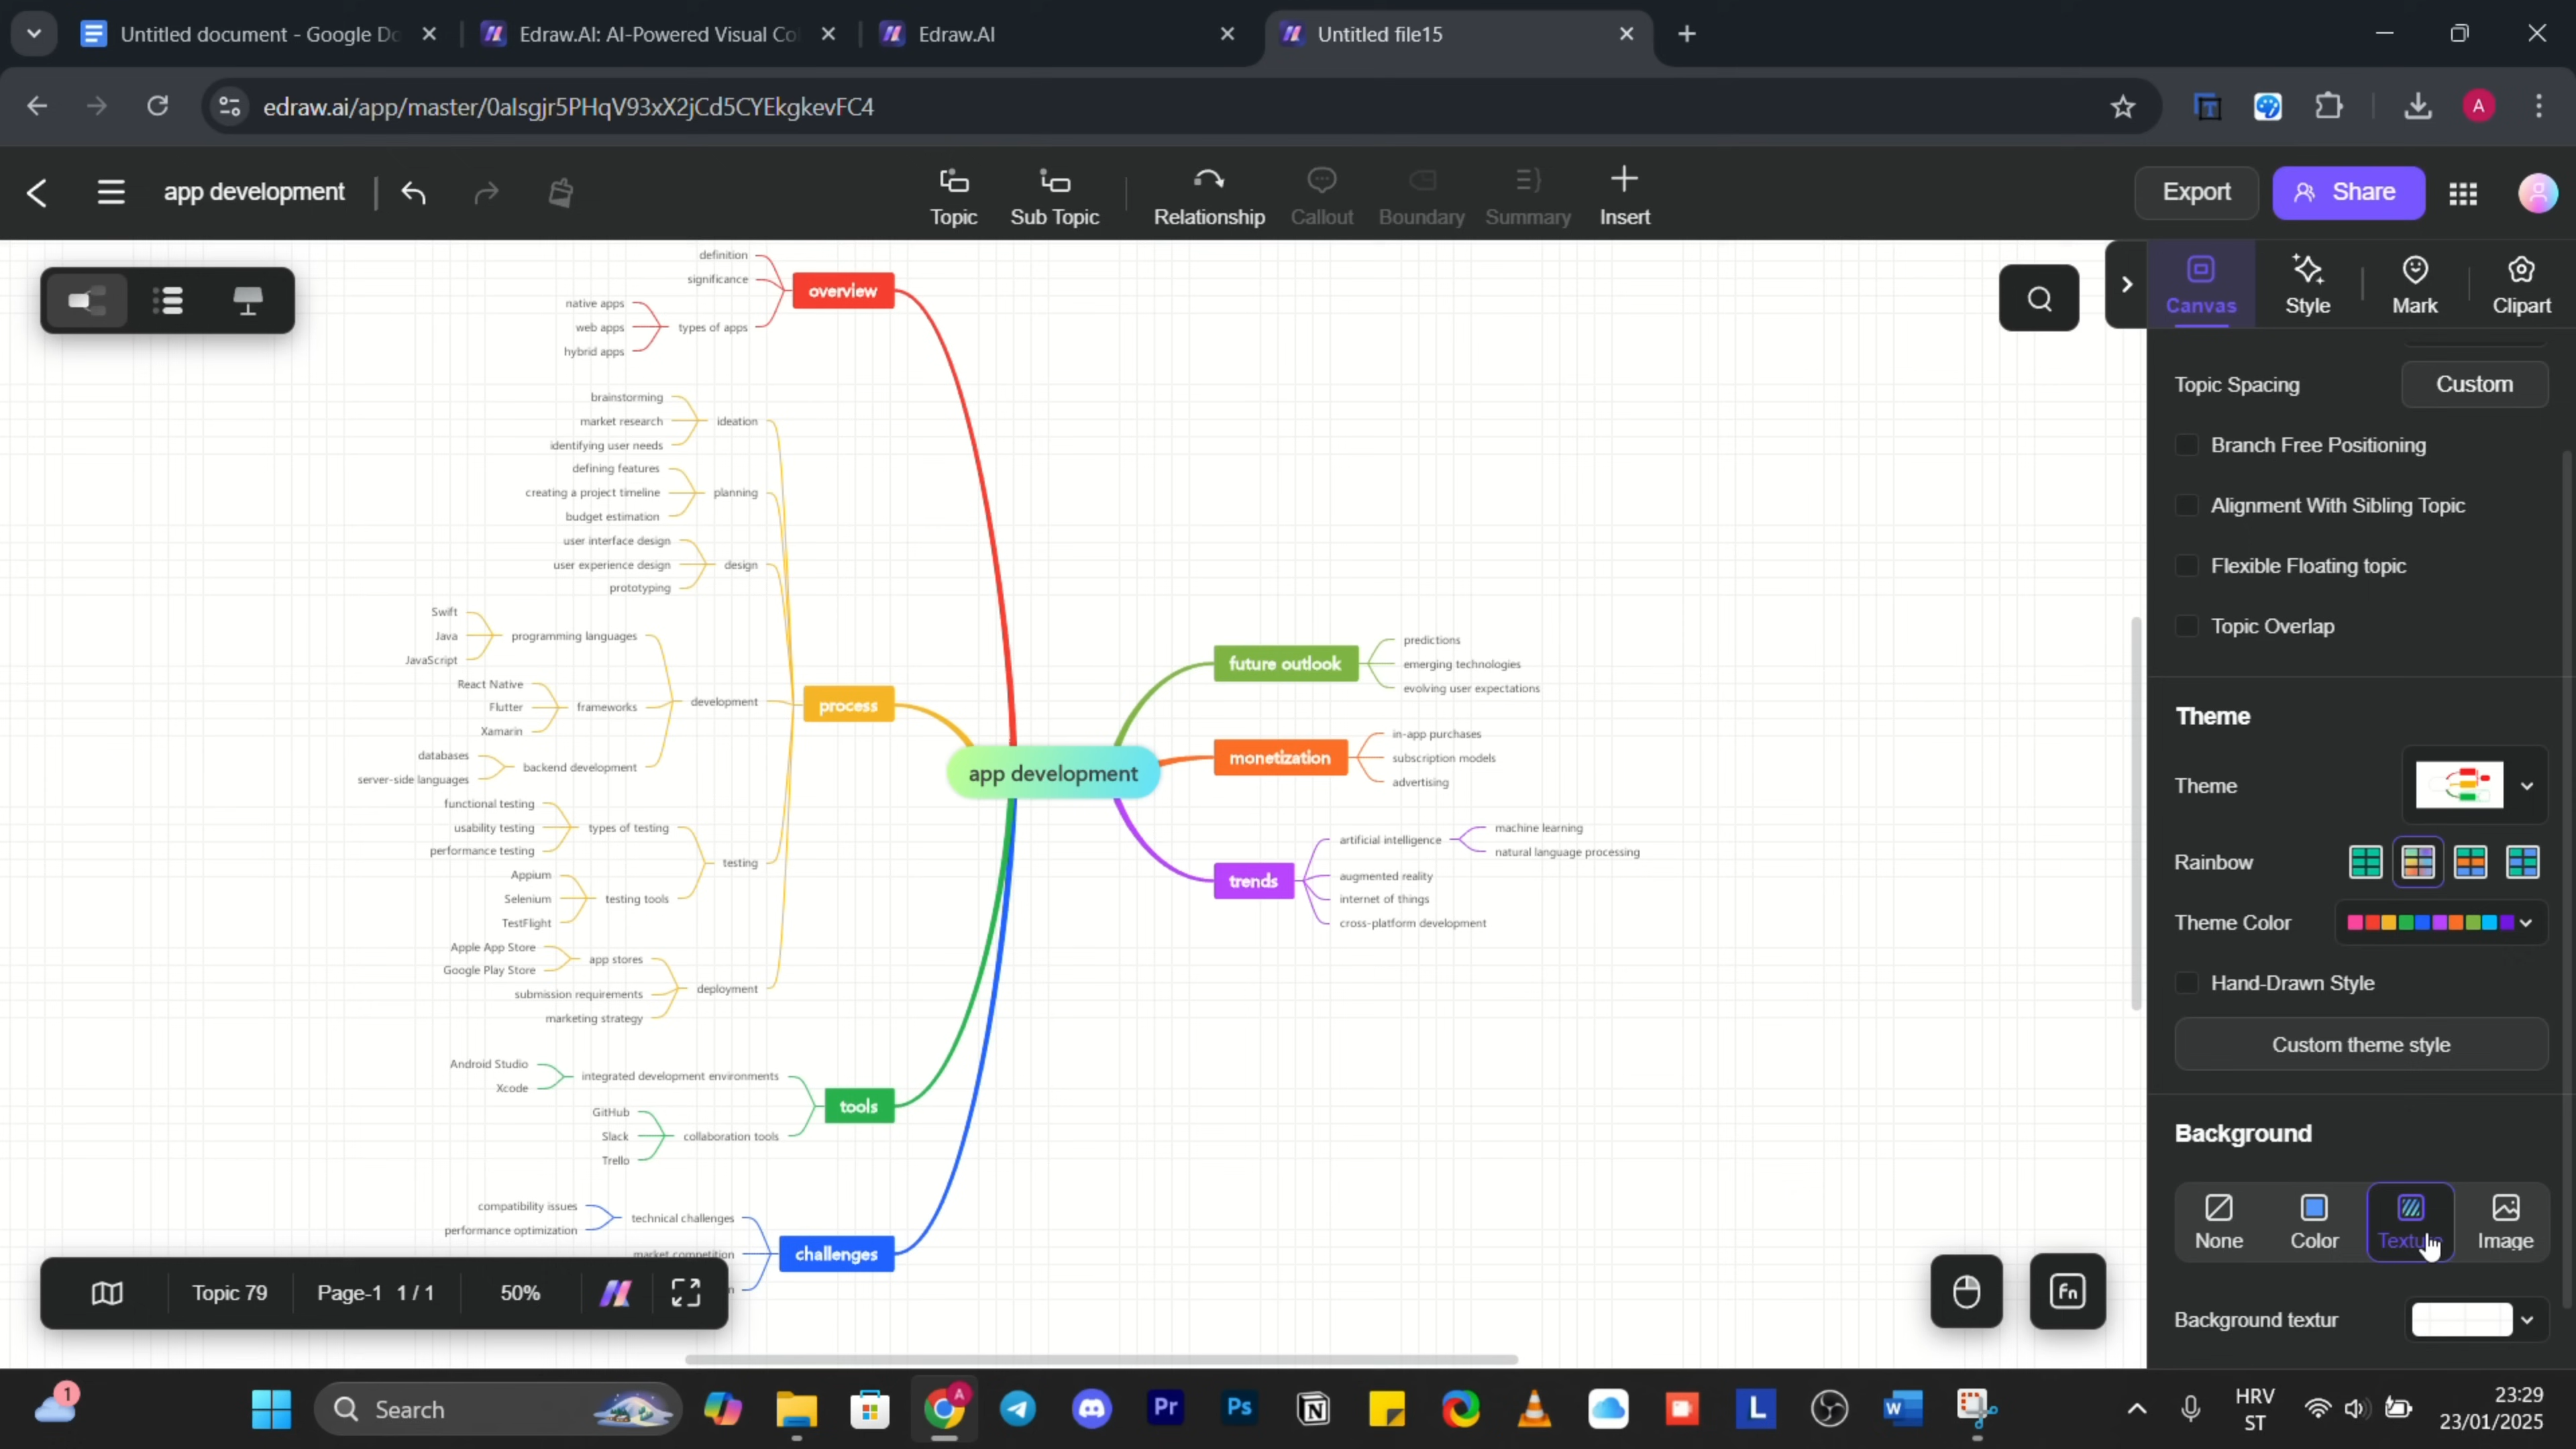 Untitled document - Google Do
Edraw.AI: AI-Powered Visual Co
Edraw.AI
Untitled file15
edraw.ai/app/master/0alsgjr5PHqV93xX2jCd5CYEkgkevFC4
A
app development
Topic
Sub Topic
Relationship
Callout
Boundary
Summary
Insert
Export
Share
Canvas
Style
Mark
Clipart
definition
significance
native apps
web apps
hybrid apps
types of apps
overview
brainstorming
market research
identifying user needs
ideation
defining features
creating a project timeline
budget estimation
planning
user interface design
user experience design
prototyping
design
Swift
Java
JavaScript
programming languages
React Native
Flutter
Xamarin
frameworks
databases
server-side languages
backend development
development
functional testing
usability testing
performance testing
types of testing
Appium
Selenium
TestFlight
testing tools
testing
Apple App Store
Google Play Store
app stores
submission requirements
marketing strategy
deployment
process
Android Studio
Xcode
integrated development environments
GitHub
Slack
Trello
collaboration tools
tools
compatibility issues
performance optimization
technical challenges
market competition
challenges
app development
future outlook
predictions
emerging technologies
evolving user expectations
monetization
in-app purchases
subscription models
advertising
trends
artificial intelligence
machine learning
natural language processing
augmented reality
internet of things
cross-platform development
Topic 79
Page-1 1 / 1
50%
Fn
Topic Spacing
Custom
Branch Free Positioning
Alignment With Sibling Topic
Flexible Floating topic
Topic Overlap
Theme
Theme
Rainbow
Theme Color
Hand-Drawn Style
Custom theme style
Background
None
Color
Texture
Image
Background textur
1
Search
A
Pr
Ps
L
W
HRV
ST
23:29
23/01/2025